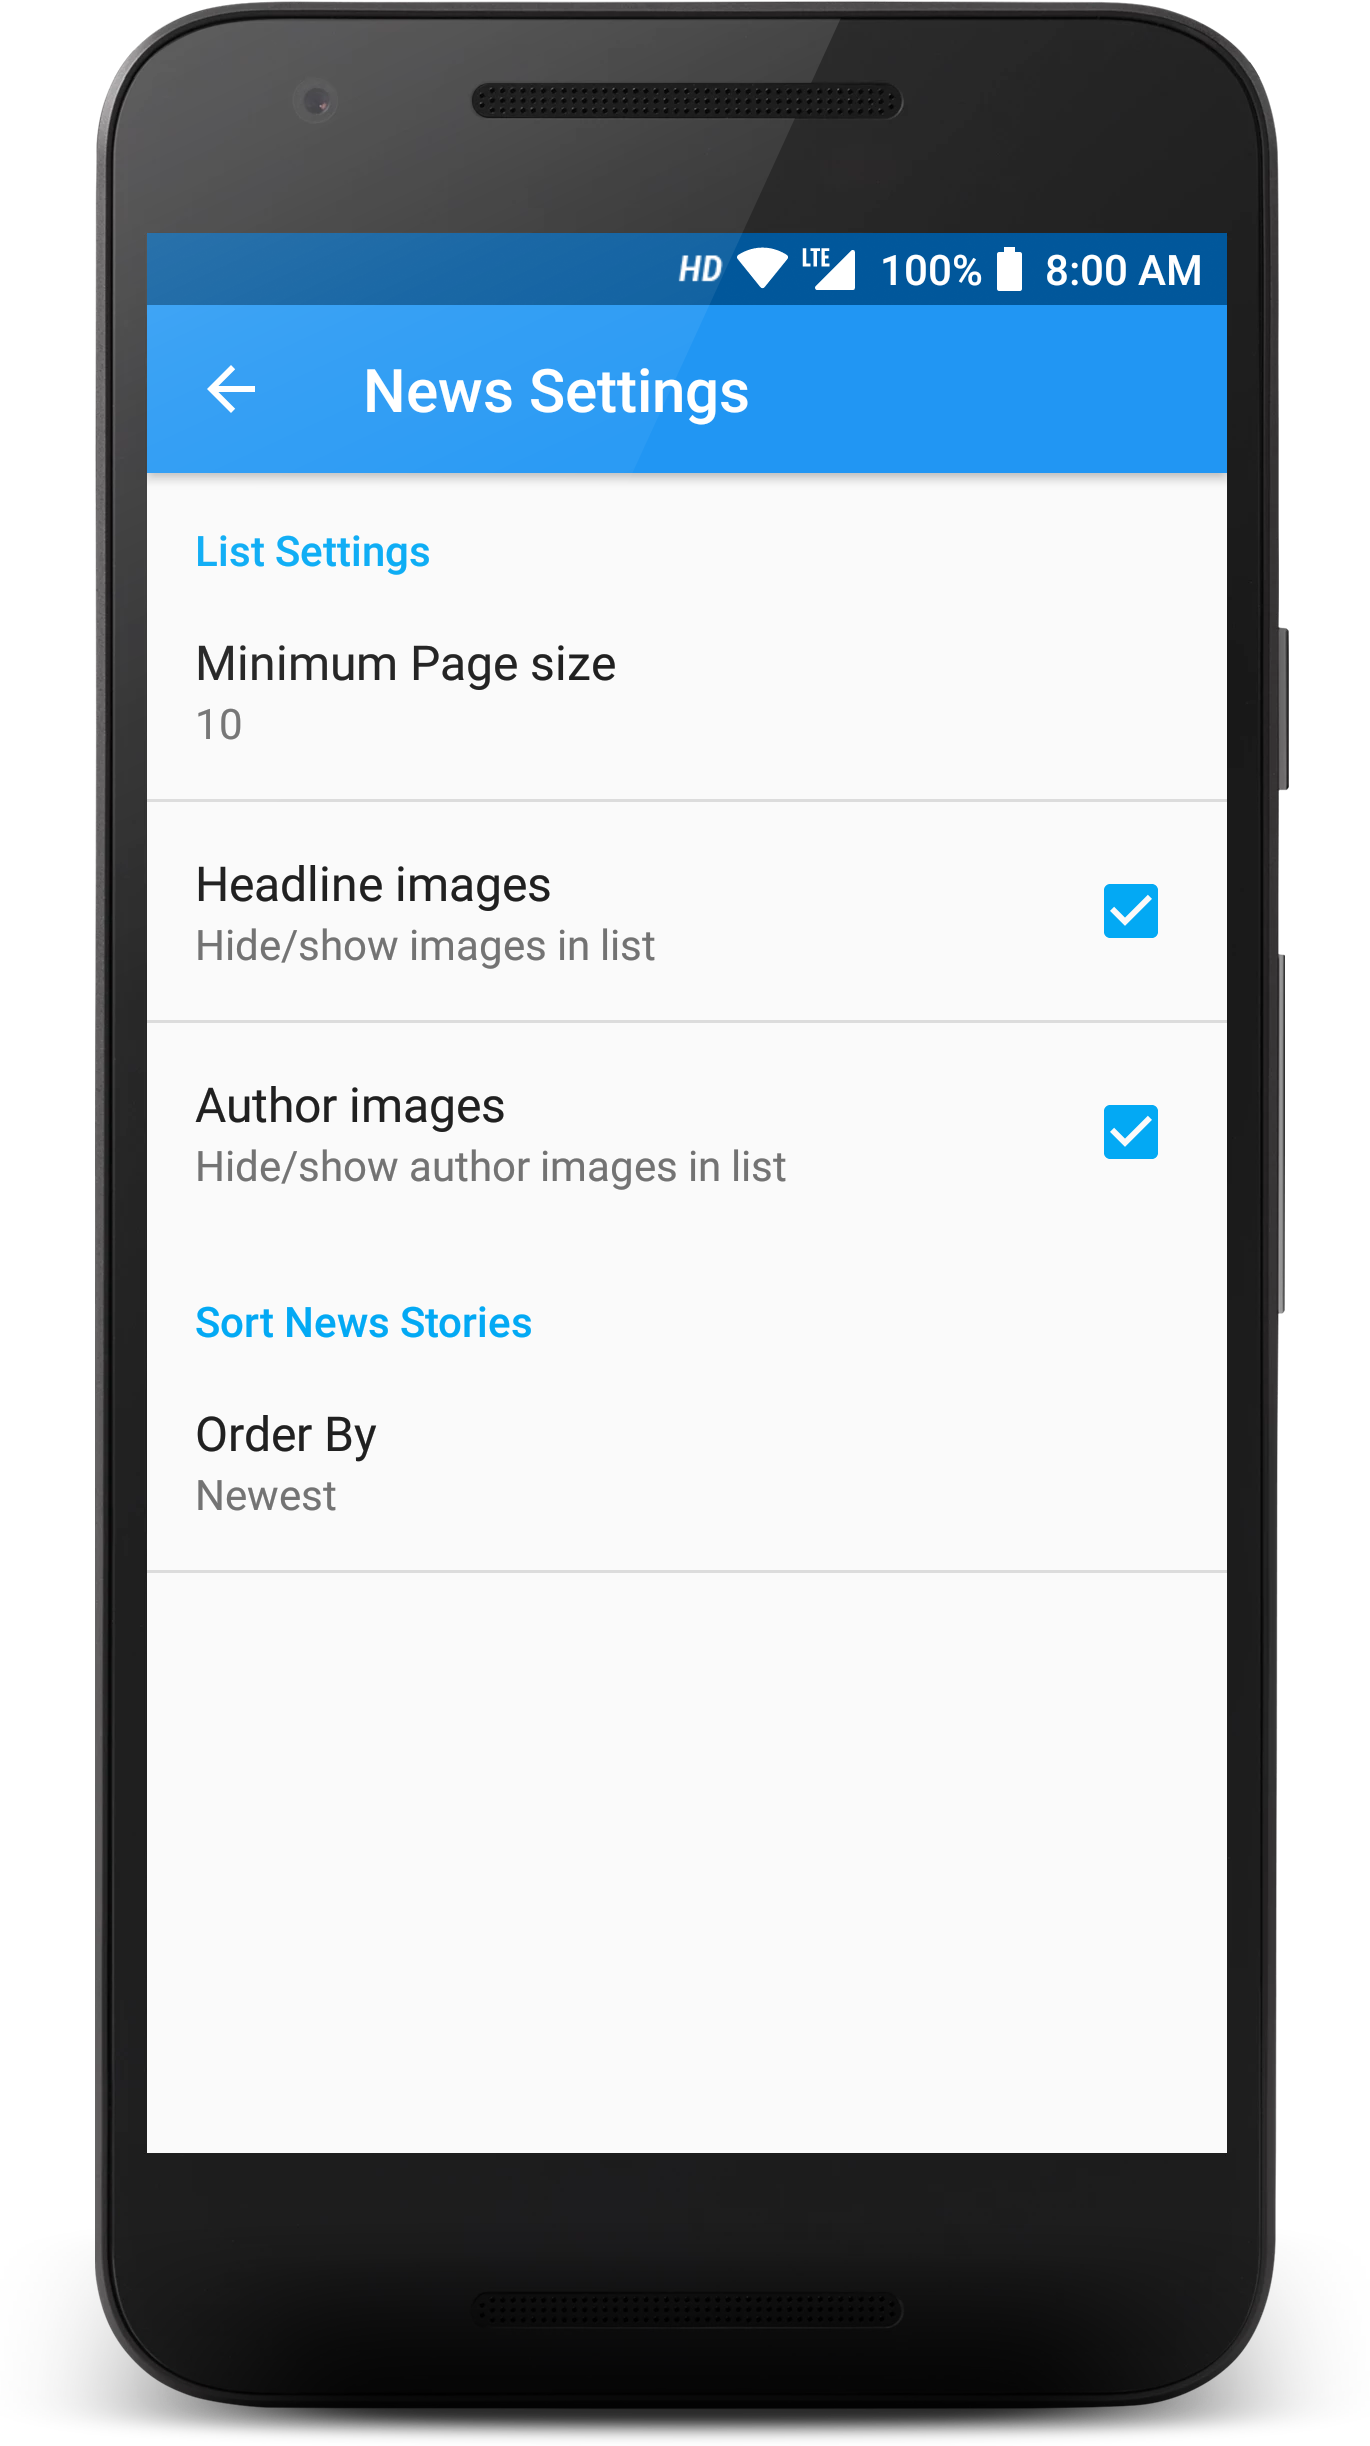 HD LTE 100% 8:00 AM
News Settings
List Settings
Minimum Page size
10
Headline images
Hide/show images in list
Author images
Hide/show author images in list
Sort News Stories
Order By
Newest